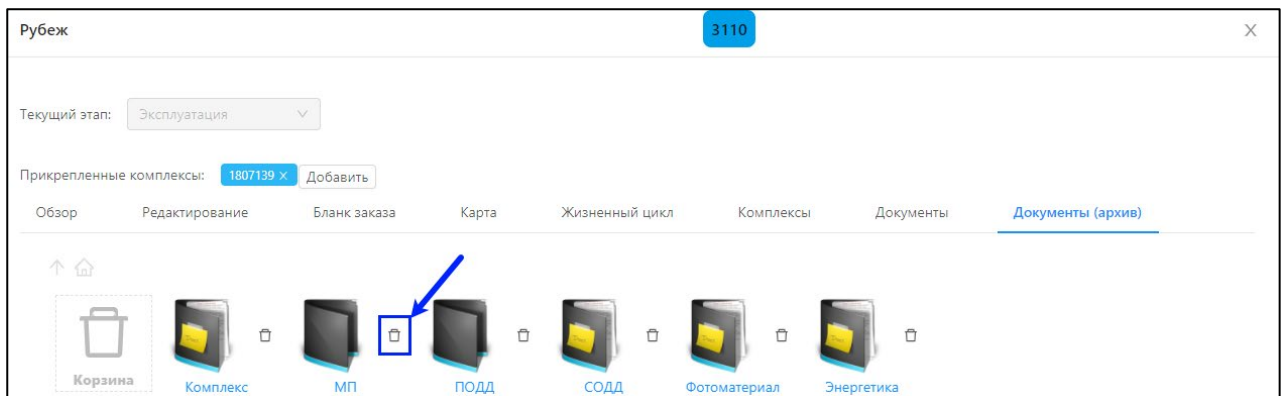 Рубеж
3110
Текущий этап: Эксплуатация
Прикрепленные комплексы: 1807139 × Добавить
Обзор Редактирование Бланк заказа Карта Жизненный цикл Комплексы Документы Документы (архив)
Корзина Комплекс МП ПОДД СОДД Фотоматериал Энергетика